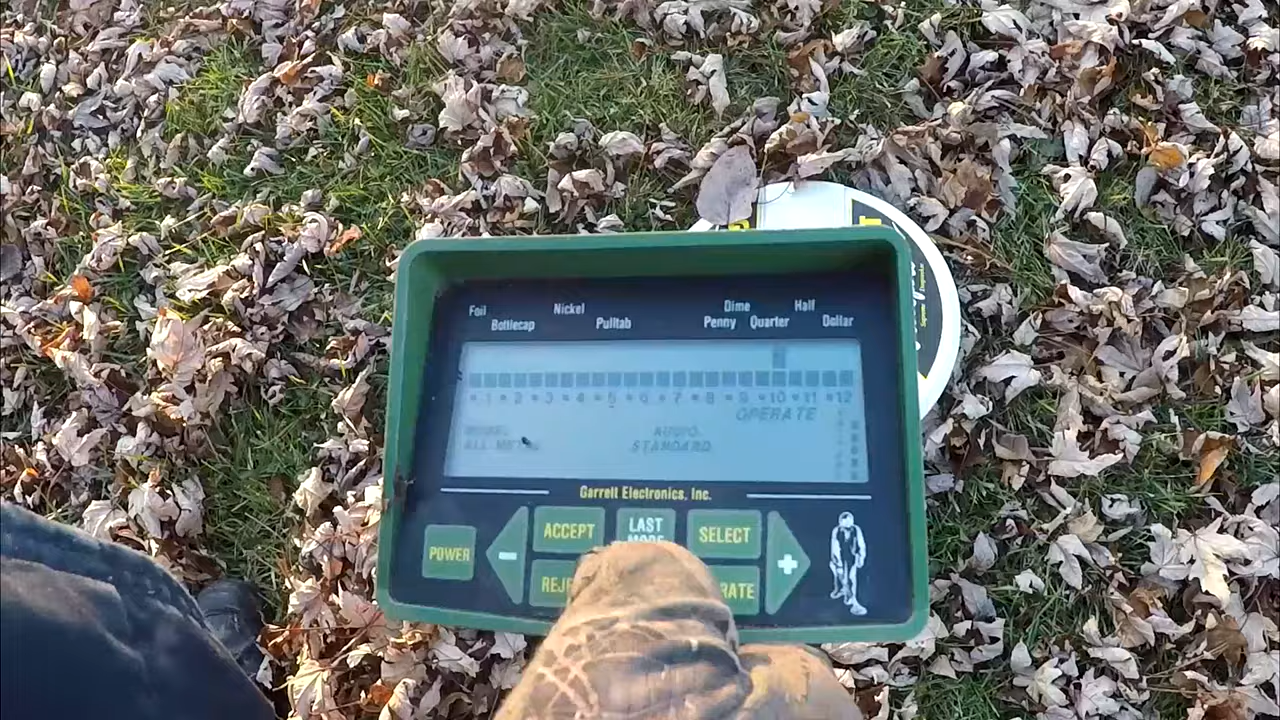 Foil Nickel Dime Half
Bottlecap Pulltab Penny Quarter Dollar
1 2 3 4 5 6 7 8 9 10 11 12
OPERATE
AUDIO
ALL METAL STANDARD
Garrett Electronics, Inc.
POWER - ACCEPT LAST SELECT +